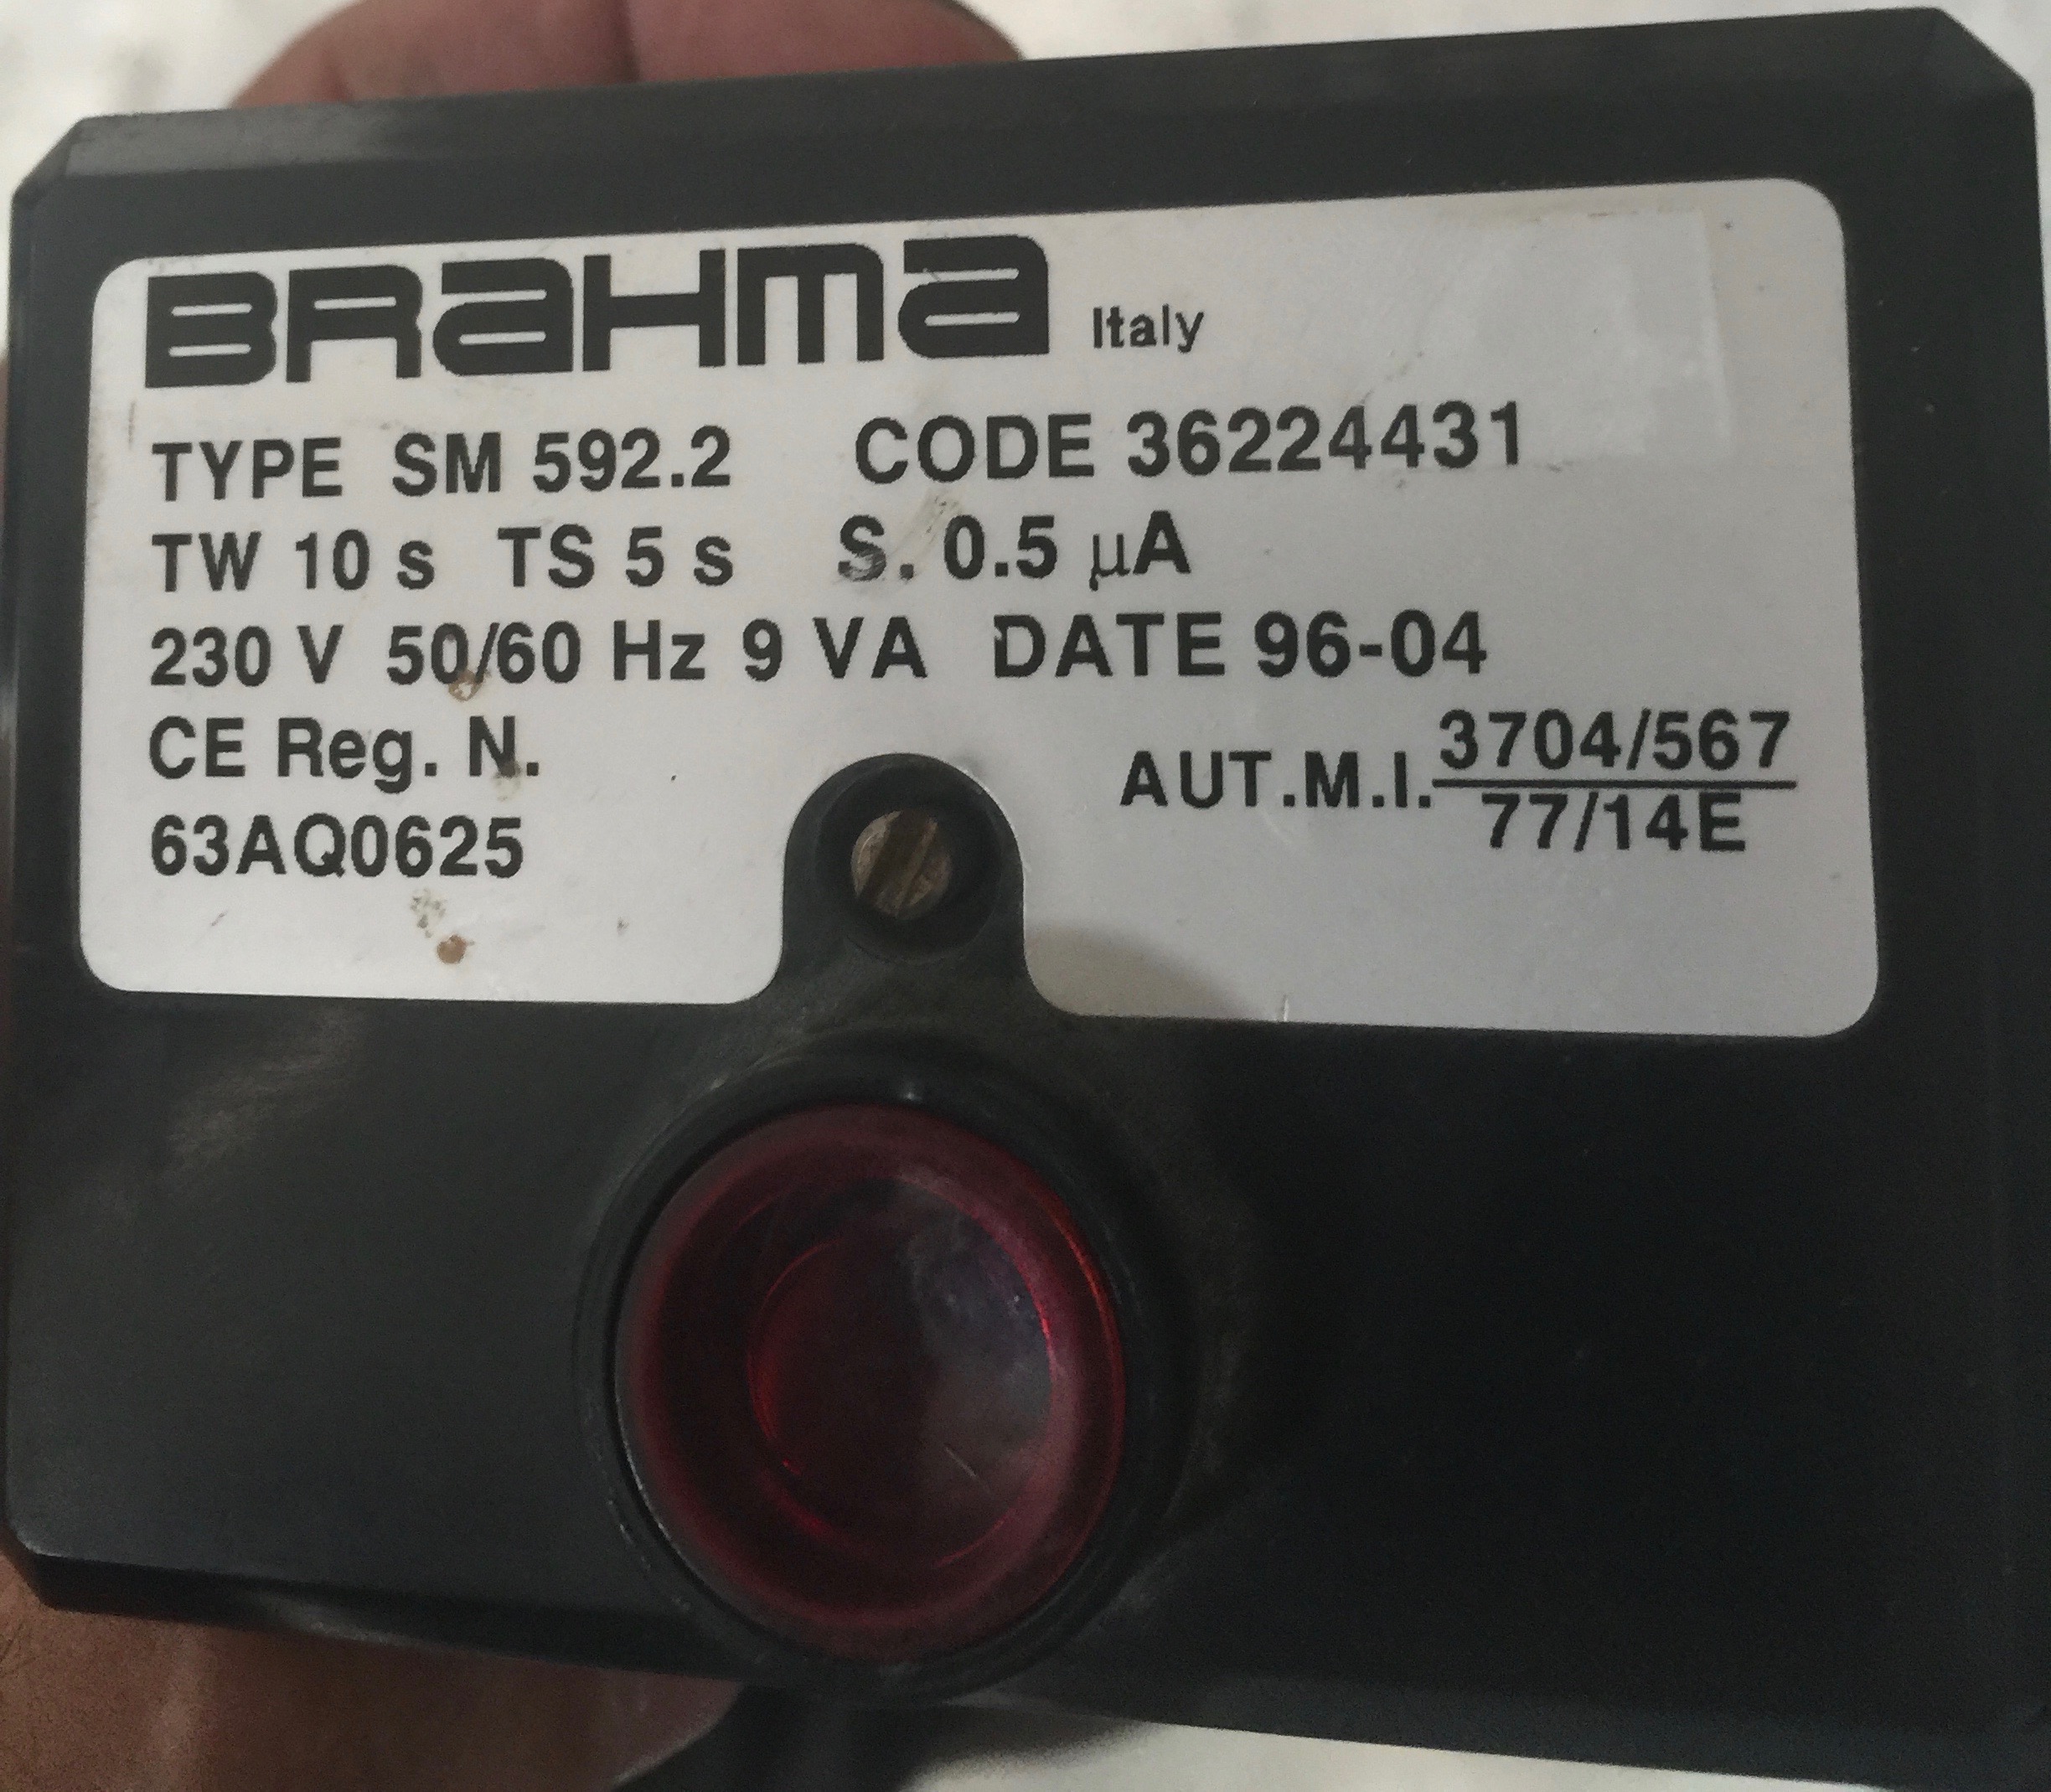 BRAHMA Italy
TYPE SM 592.2 CODE 36224431
TW 10 s TS 5 s S. 0.5 µA
230 V 50/60 Hz 9 VA DATE 96-04
CE Reg. N.
63AQ0625
AUT.M.I. 3704/567
77/14E